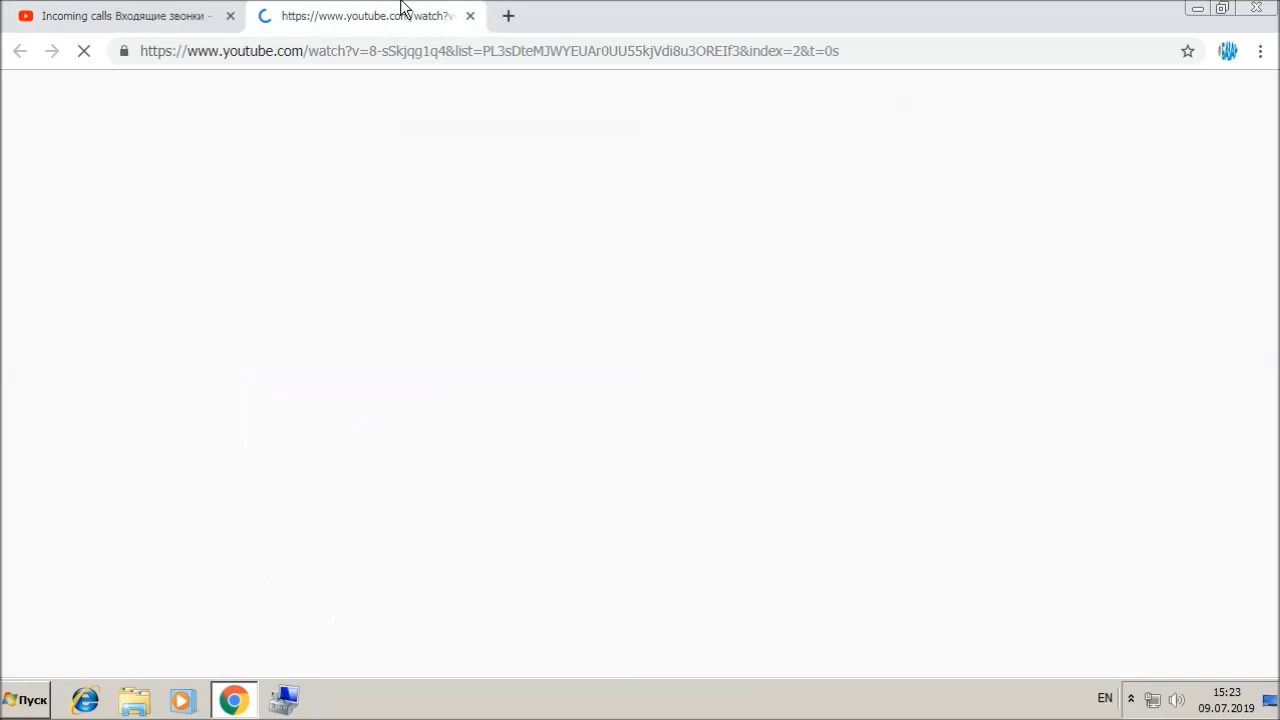 Incoming calls Входящие звонки -
https://www.youtube.com/watch?v
https://www.youtube.com/watch?v=8-sSkjqg1q4&list=PL3sDteMJWYEUAr0UU55kjVdi8u3OREIf3&index=2&t=0s
Пуск
EN
15:23
09.07.2019